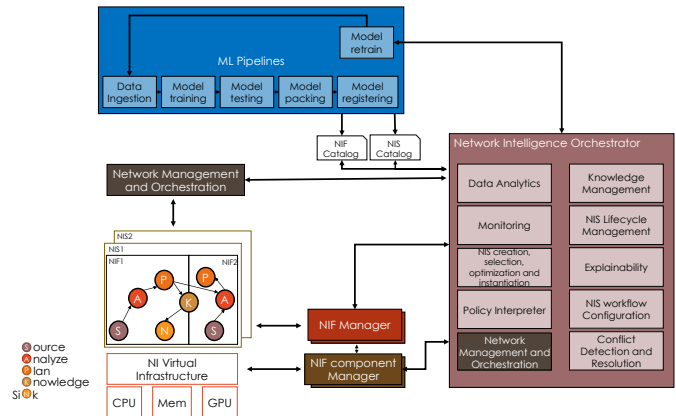 Model
retrain
ML Pipelines
Data
Ingestion
Model
training
Model
testing
Model
packing
Model
registering
NIF
Catalog
NIS
Catalog
Network Intelligence Orchestrator
Data Analytics
Knowledge
Management
Monitoring
NIS Lifecycle
Management
NIS creation,
selection,
optimization and
instantiation
Explainability
Policy Interpreter
NIS workflow
Configuration
Network
Management and
Orchestration
Conflict
Detection and
Resolution
Network Management
and Orchestration
NIS2
NIS1
NIF1
NIF2
P
P
A
K
A
S
N
S
NIF Manager
NIF component
Manager
NI Virtual
Infrastructure
CPU
Mem
GPU
Source
Analyze
Plan
Knowledge
SiNk